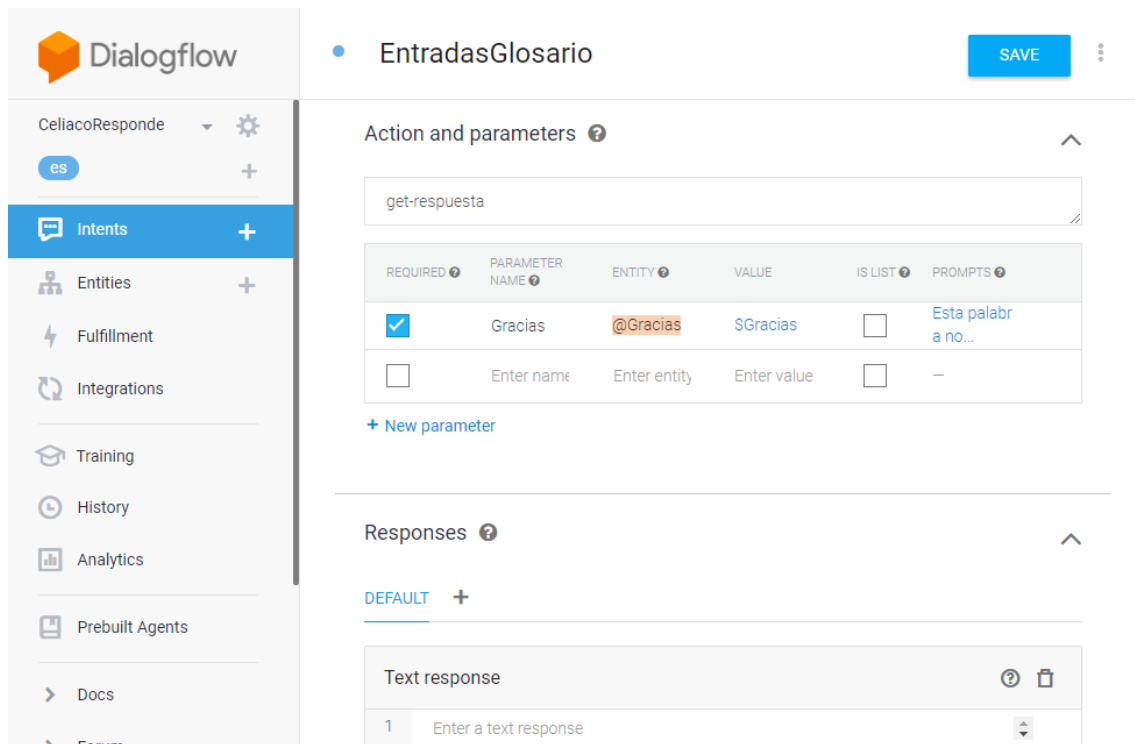 Dialogflow
EntradasGlosario
SAVE
CeliacoResponde
es
Intents
Entities
Fulfillment
Integrations
Training
History
Analytics
Prebuilt Agents
Docs
Action and parameters
get-respuesta
REQUIRED PARAMETER NAME ENTITY VALUE IS LIST PROMPTS
Gracias @Gracias $Gracias Esta palabr
a no...
Enter name Enter entity Enter value –
+ New parameter
Responses
DEFAULT +
Text response
1 Enter a text response